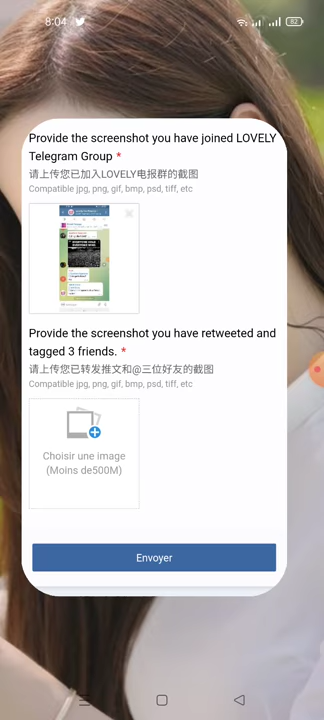 8:04
82
Provide the screenshot you have joined LOVELY
Telegram Group *
请上传您已加入LOVELY电报群的截图
Compatible jpg, png, gif, bmp, psd, tiff, etc
Provide the screenshot you have retweeted and
tagged 3 friends. *
请上传您已转发推文和@三位好友的截图
Compatible jpg, png, gif, bmp, psd, tiff, etc
Choisir une image
(Moins de500M)
Envoyer